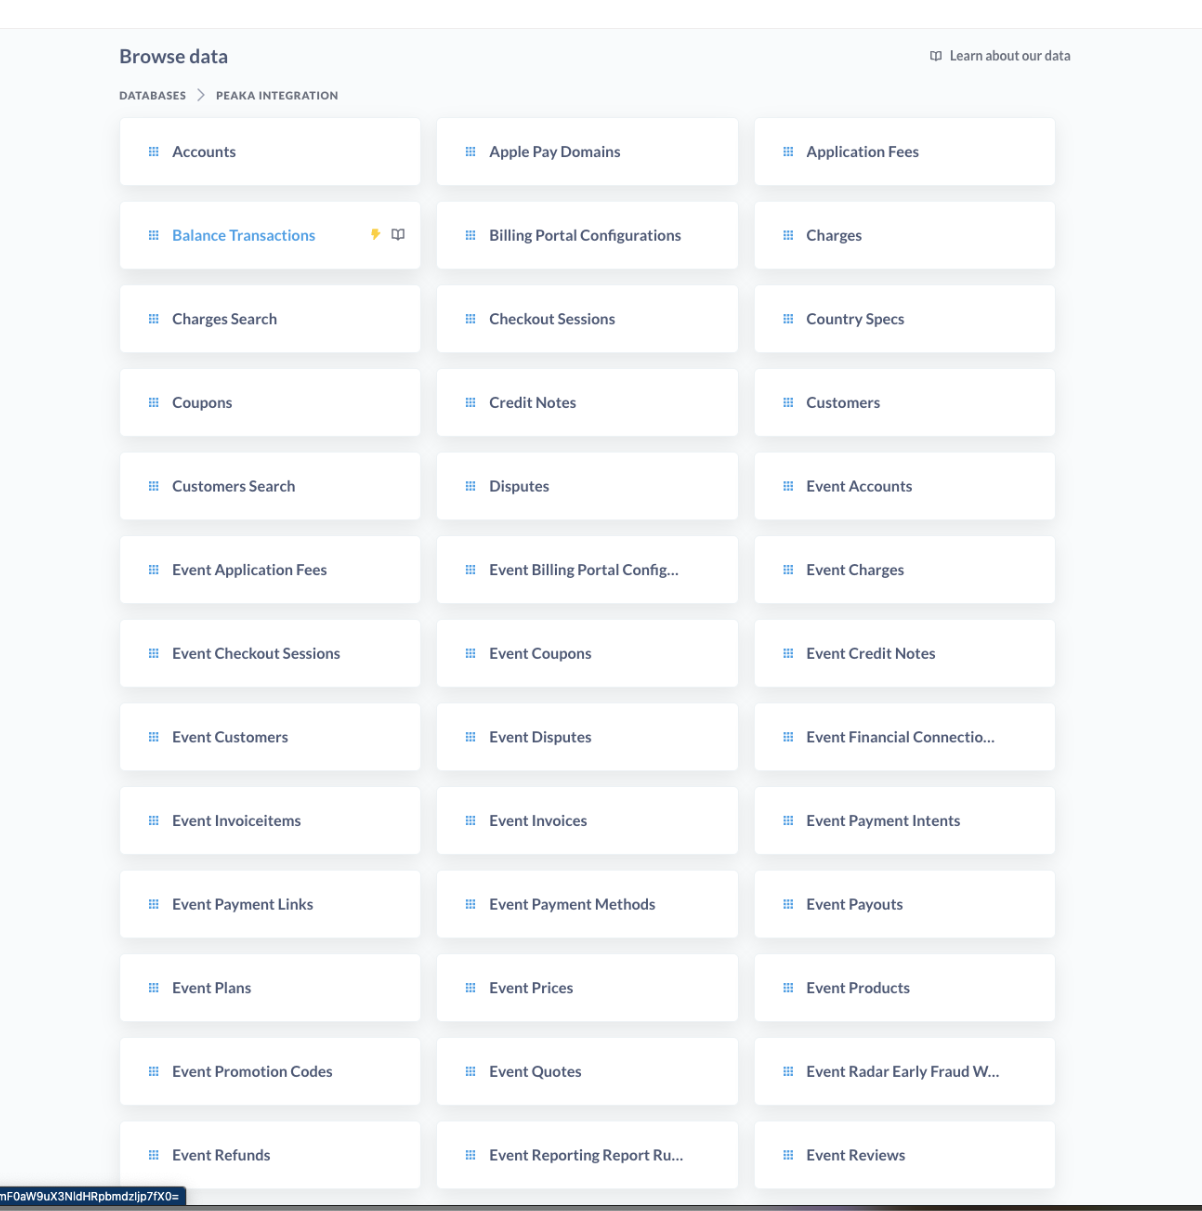 Browse data
Learn about our data
DATABASES > PEAKA INTEGRATION
Accounts
Apple Pay Domains
Application Fees
Balance Transactions
Billing Portal Configurations
Charges
Charges Search
Checkout Sessions
Country Specs
Coupons
Credit Notes
Customers
Customers Search
Disputes
Event Accounts
Event Application Fees
Event Billing Portal Config...
Event Charges
Event Checkout Sessions
Event Coupons
Event Credit Notes
Event Customers
Event Disputes
Event Financial Connectio...
Event Invoiceitems
Event Invoices
Event Payment Intents
Event Payment Links
Event Payment Methods
Event Payouts
Event Plans
Event Prices
Event Products
Event Promotion Codes
Event Quotes
Event Radar Early Fraud W...
Event Refunds
Event Reporting Report Ru...
Event Reviews